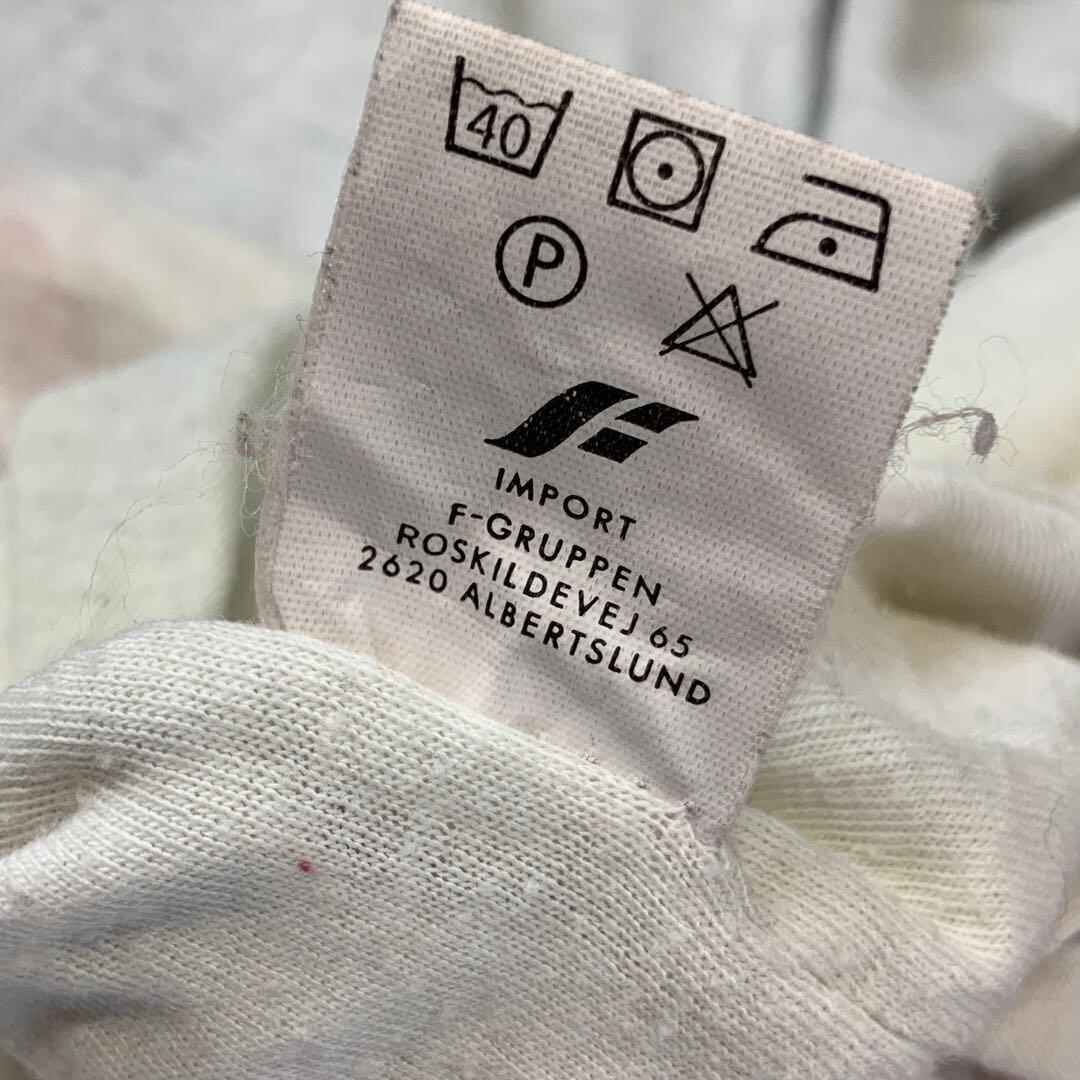 40
P
IMPORT
F-GRUPPEN
ROSKILDEVEJ 65
2620 ALBERTSLUND